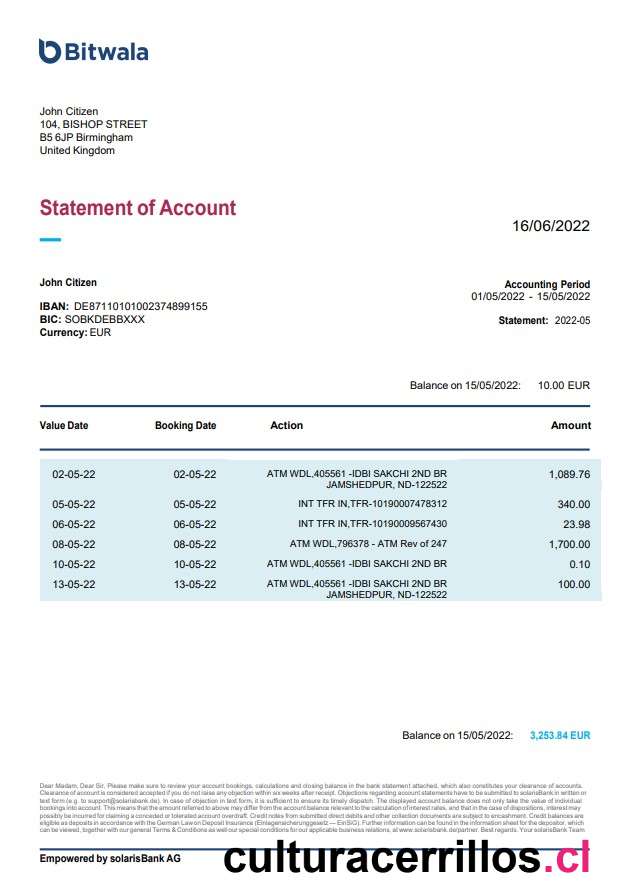 Bitwala
John Citizen
104, BISHOP STREET
B5 6JP Birmingham
United Kingdom
Statement of Account
16/06/2022
John Citizen
Accounting Period
01/05/2022 - 15/05/2022
IBAN: DE87110101002374899155
BIC: SOBKDEBBXXX
Statement: 2022-05
Currency: EUR
Balance on 15/05/2022: 10.00 EUR
Value Date Booking Date Action Amount
02-05-22 02-05-22 ATM WDL,405561 -IDBI SAKCHI 2ND BR 1,089.76
JAMSHEDPUR, ND-122522
05-05-22 05-05-22 INT TFR IN,TFR-10190007478312 340.00
06-05-22 06-05-22 INT TFR IN,TFR-10190009567430 23.98
08-05-22 08-05-22 ATM WDL,796378 - ATM Rev of 247 1,700.00
10-05-22 10-05-22 ATM WDL,405561 -IDBI SAKCHI 2ND BR 0.10
13-05-22 13-05-22 ATM WDL,405561 -IDBI SAKCHI 2ND BR 100.00
JAMSHEDPUR, ND-122522
Balance on 15/05/2022: 3,253.84 EUR
Dear Madam, Dear Sir, Please make sure to review your account bookings, calculations and closing balance in the bank statement attached, which also constitutes your clearance of accounts.
Clearance of account is considered accepted if you do not raise any objection within six weeks after receipt. Objections regarding account statements have to be submitted to solarisBank in written or
text form (e.g. to support@solarisbank.de). In case of objection in text form, it is sufficient to ensure its timely dispatch. The displayed account balance does not only take the value of individual
bookings into account. This means that the amount referred to above may differ from the account balance relevant to the calculation of interest rates, and that in the case of dispositions, interest may
possibly be incurred for claiming a conceded or tolerated account overdraft. Credit notes from submitted direct debits and other collection documents are subject to encashment. Credit balances are
eligible as deposits in accordance with the German Law on Deposit Insurance (Einlagensicherunggesetz — EinSiG). Further information can be found in the information sheet for the depositor, which
can be viewed, together with our general Terms & Conditions as well our special conditions for our applicable business relations, at www.solarisbank.de/partner. Best regards. Your solarisBank Team
Empowered by solarisBank AG
culturacerrillos.cl